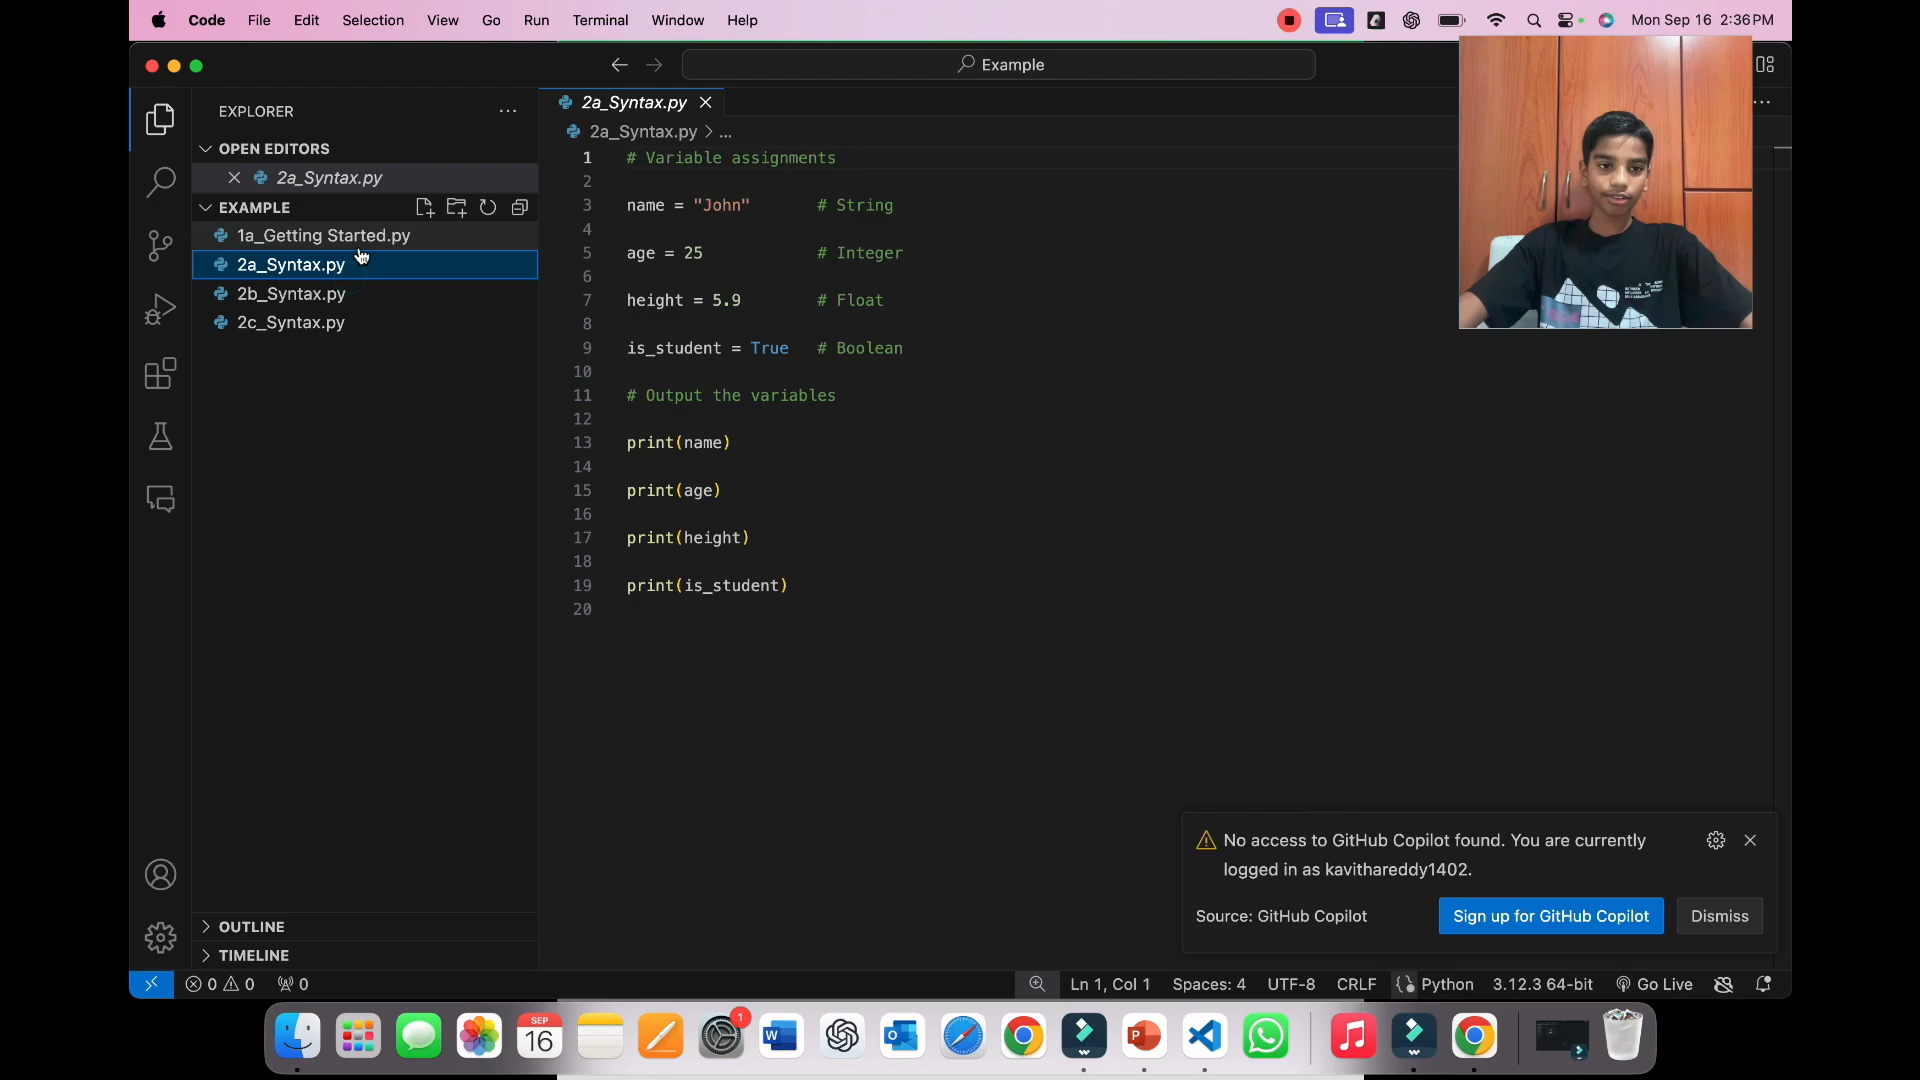 Code File Edit Selection View Go Run Terminal Window Help Mon Sep 16 2:36 PM
Example
EXPLORER
OPEN EDITORS
2a_Syntax.py
EXAMPLE
1a_Getting Started.py
2a_Syntax.py
2b_Syntax.py
2c_Syntax.py
OUTLINE
TIMELINE
2a_Syntax.py
2a_Syntax.py > ...
1 # Variable assignments
2
3 name = "John" # String
4
5 age = 25 # Integer
6
7 height = 5.9 # Float
8
9 is_student = True # Boolean
10
11 # Output the variables
12
13 print(name)
14
15 print(age)
16
17 print(height)
18
19 print(is_student)
20
No access to GitHub Copilot found. You are currently
logged in as kavithareddy1402.
Source: GitHub Copilot Sign up for GitHub Copilot Dismiss
0 0 0 Ln 1, Col 1 Spaces: 4 UTF-8 CRLF Python 3.12.3 64-bit Go Live
SEP
16
1
W
P